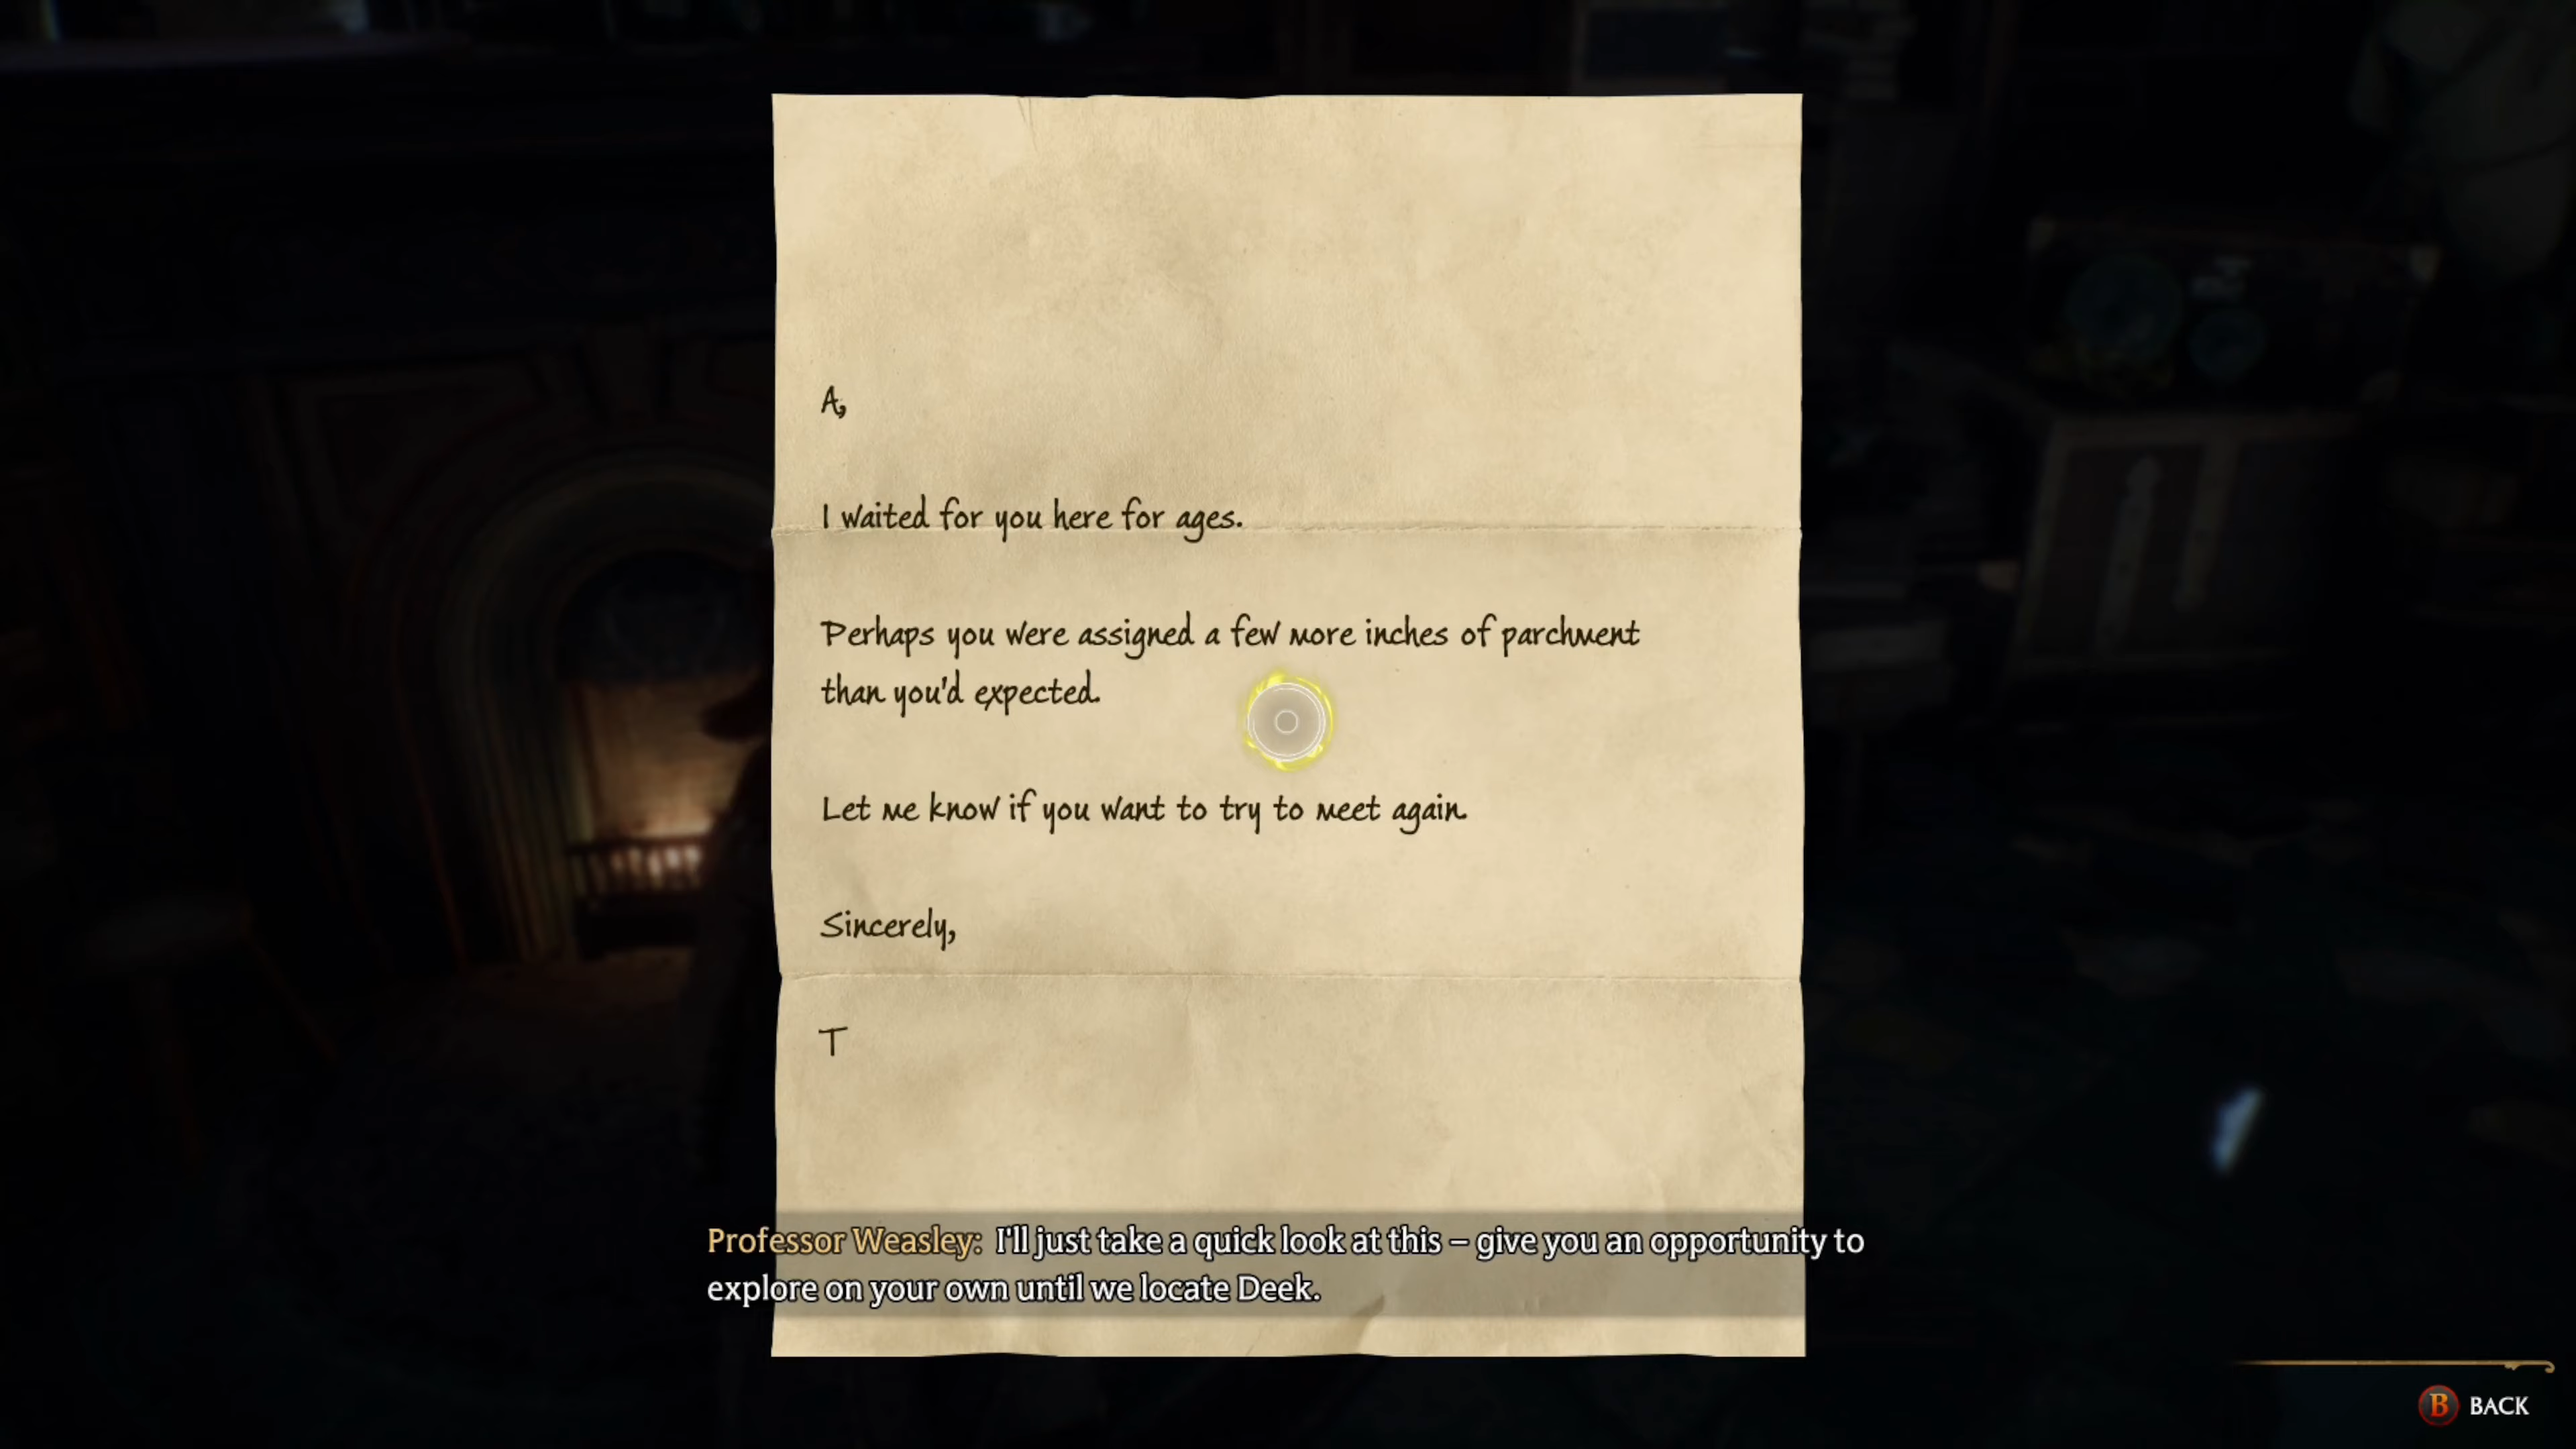 A,
I waited for you here for ages.
Perhaps you were assigned a few more inches of parchment
than you'd expected.
Let me know if you want to try to meet again.
Sincerely,
T
Professor Weasley: I'll just take a quick look at this – give you an opportunity to
explore on your own until we locate Deek.
B BACK